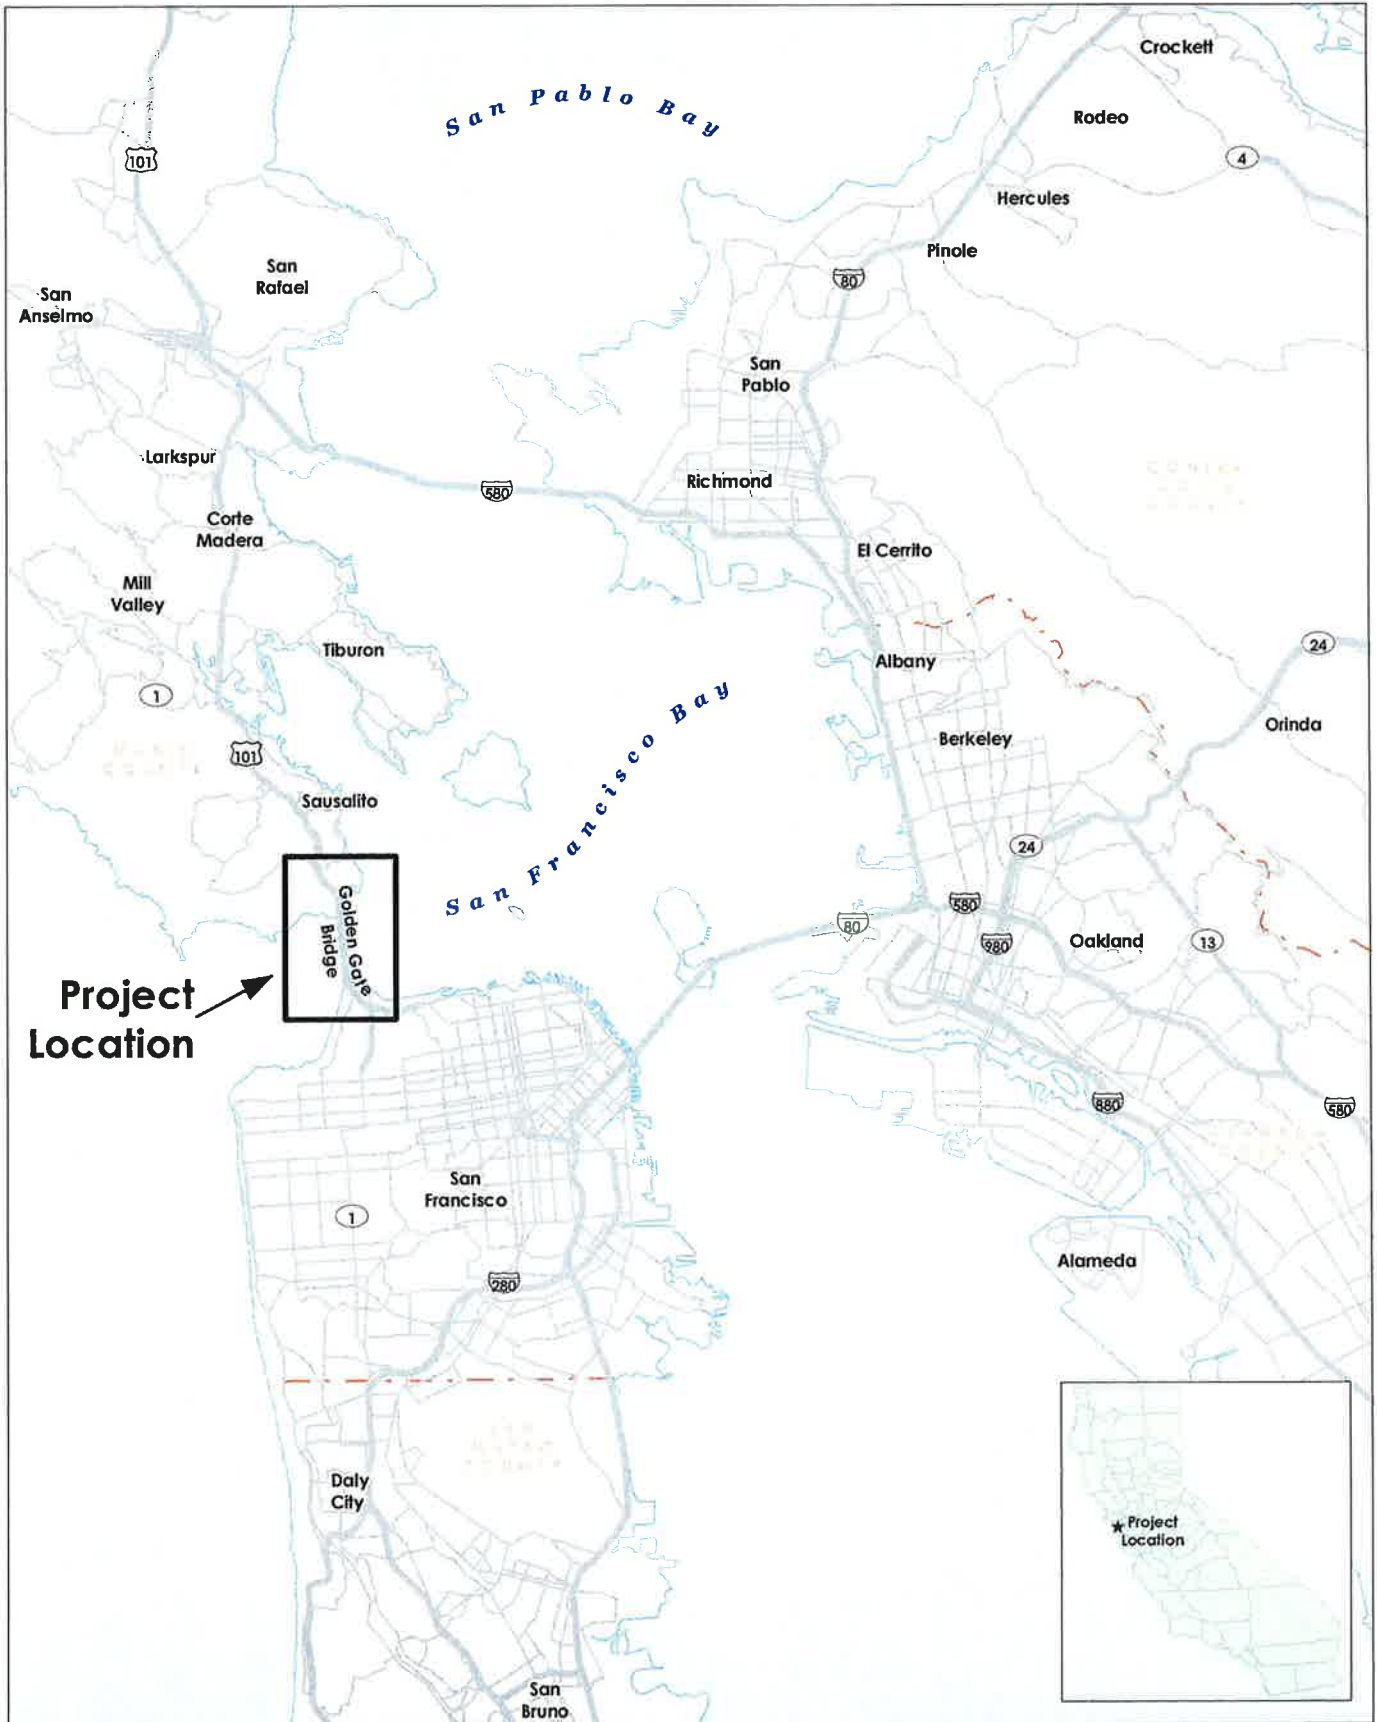 Crockett
San Pablo Bay
Rodeo
101
4
Hercules
Pinole
San
Rafael
80
San
Anselmo
San
Pablo
Larkspur
Richmond
580
Corte
Madera
El Cerrito
Mill
Valley
24
Tiburon
Albany
1
San Francisco Bay
Orinda
Berkeley
101
Sausalito
24
580
80
Golden Gate
Bridge
980
Oakland
13
Project
Location
880
580
San
Francisco
1
Alameda
280
Daly
City
Project
Location
San
Bruno